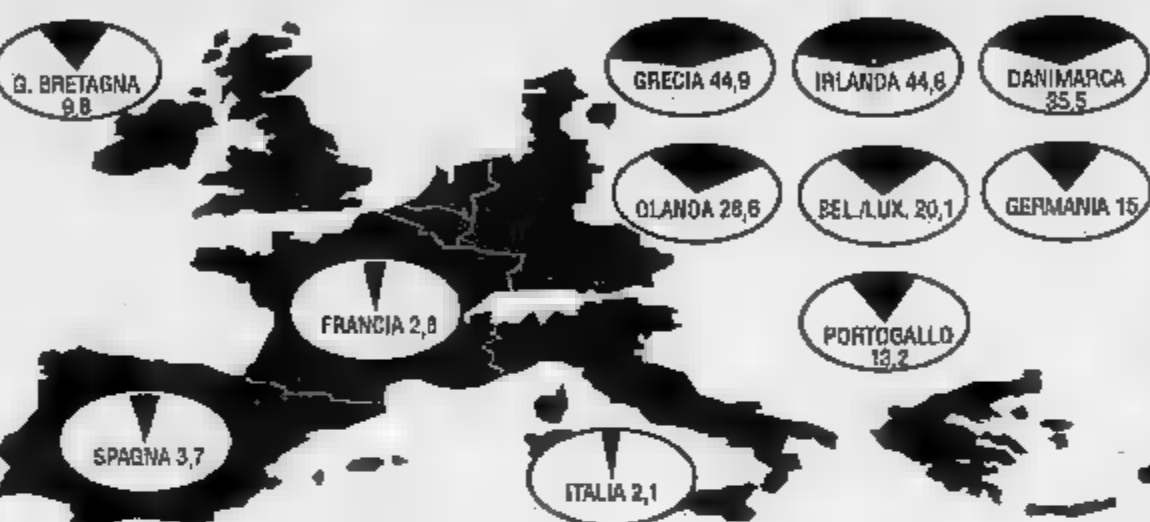 G. BRETAGNA
9,8
GRECIA 44,9
IRLANDA 44,6
DANIMARCA
35,5
OLANDA 28,6
BEL./LUX. 20,1
GERMANIA 15
FRANCIA 2,8
PORTOGALLO
13,2
SPAGNA 3,7
ITALIA 2,1